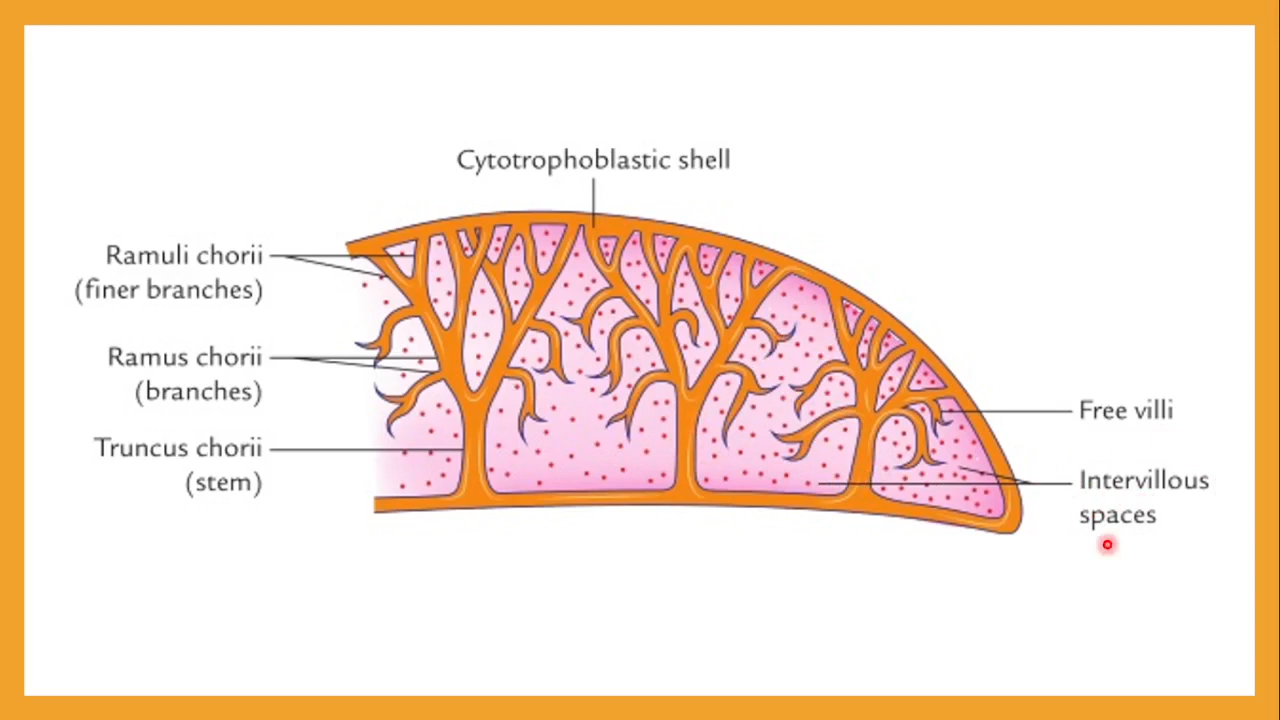 Cytotrophoblastic shell
Ramuli chorii
(finer branches)
Ramus chorii
(branches)
Truncus chorii
(stem)
Free villi
Intervillous
spaces